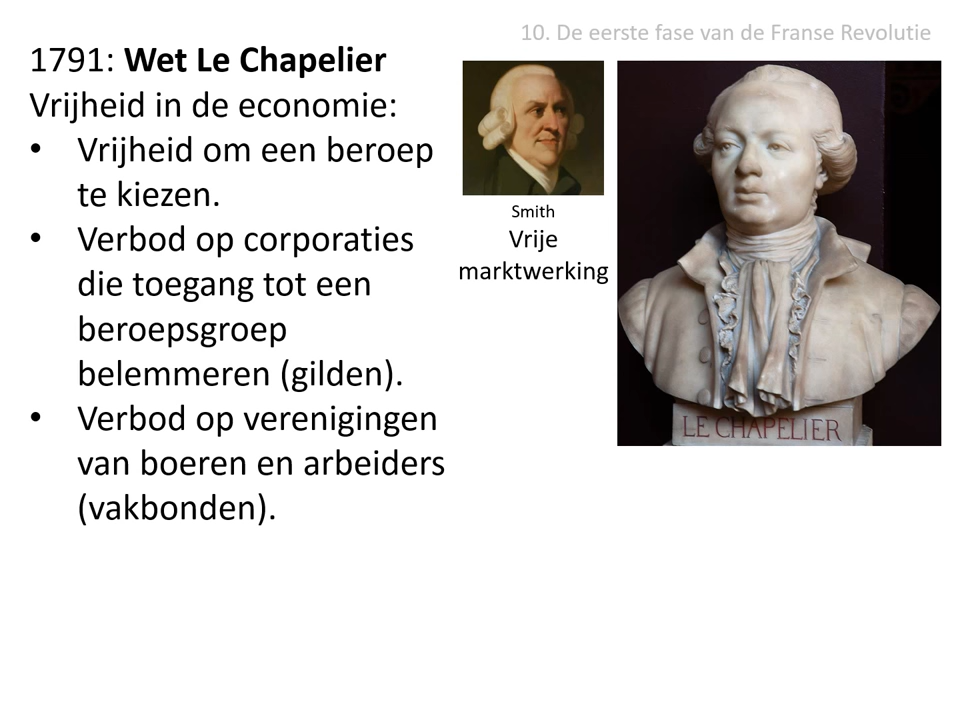 10. De eerste fase van de Franse Revolutie
1791: Wet Le Chapelier
Vrijheid in de economie:
• Vrijheid om een beroep
te kiezen.
• Verbod op corporaties
die toegang tot een
beroepsgroep
belemmeren (gilden).
• Verbod op verenigingen
van boeren en arbeiders
(vakbonden).
Smith
Vrije
marktwerking
LE CHAPELIER